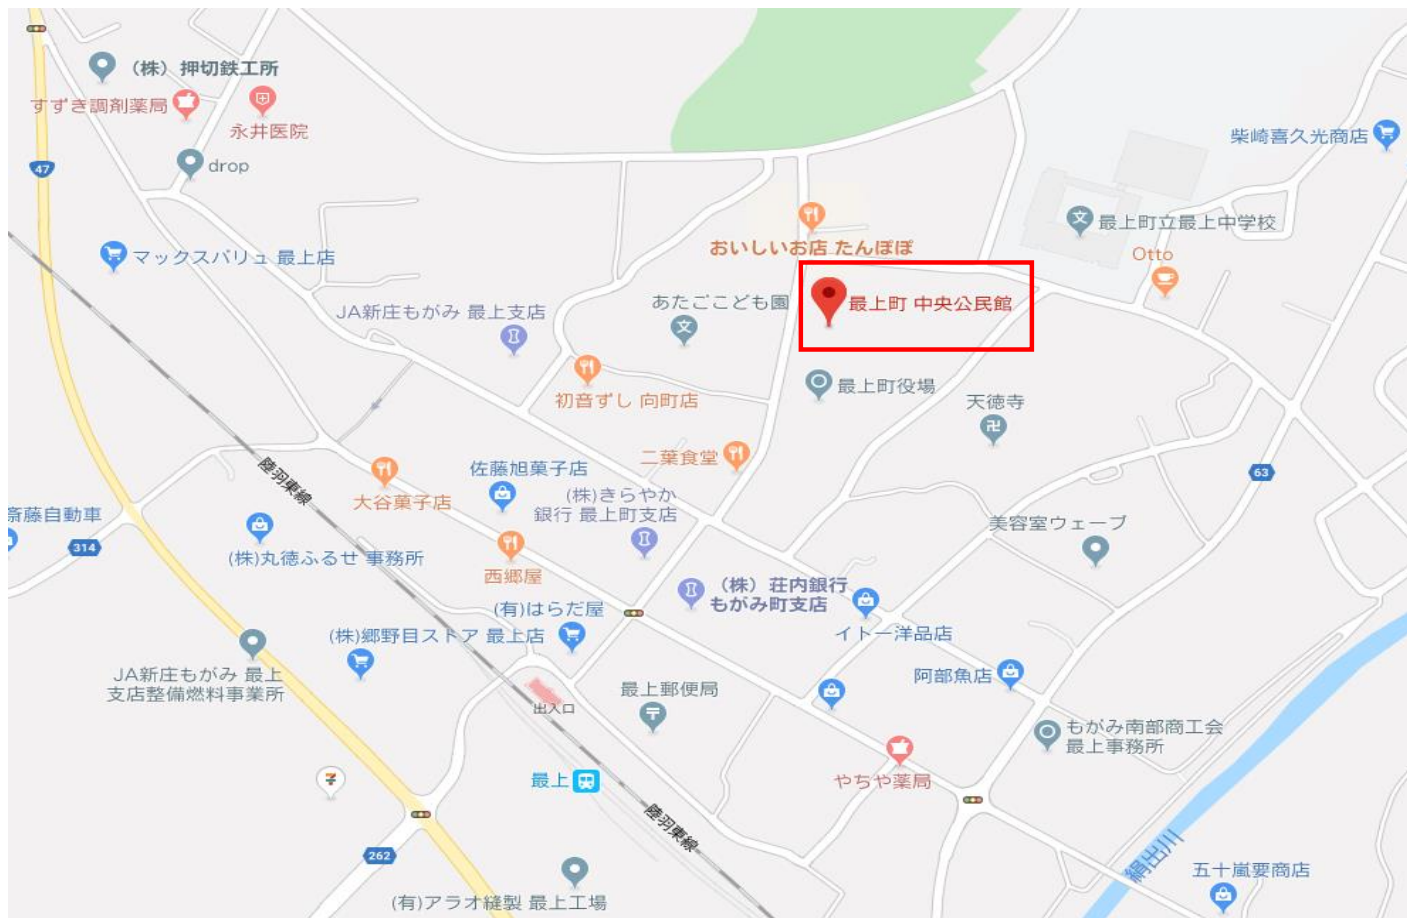 (株) 押切鉄工所
すずき調剤薬局
永井医院
drop
47
マックスバリュ 最上店
柴崎喜久光商店
最上町立最上中学校
おいしいお店 たんぽぽ
Otto
あたごこども園
最上町 中央公民館
JA新庄もがみ 最上支店
初音ずし 向町店
最上町役場
天徳寺
二葉食堂
陸羽東線
佐藤旭菓子店
大谷菓子店
(株)きらやか
銀行 最上町支店
63
斎藤自動車
314
(株)丸徳ふるせ 事務所
西郷屋
美容室ウェーブ
(株) 荘内銀行
もがみ町支店
(有)はらだ屋
イトー洋品店
(株)郷野目ストア 最上店
JA新庄もがみ 最上
支店整備燃料事業所
阿部魚店
最上郵便局
出入口
もがみ南部商工会
最上事務所
最上
やちや薬局
陸羽東線
262
絹出川
五十嵐要商店
(有)アラオ縫製 最上工場